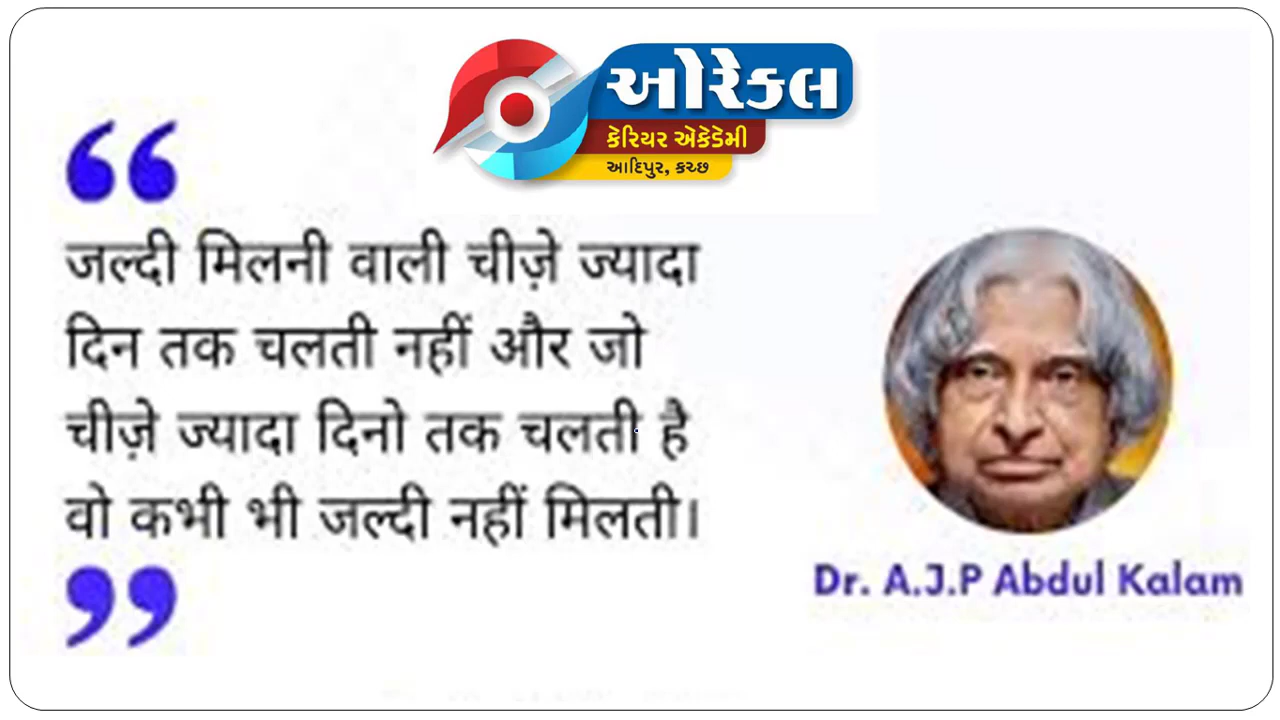 ઓરેકલ
કેરિયર એકેડેમી
આદિપુર, કચ્છ
“
जल्दी मिलनी वाली चीज़े ज्यादा
दिन तक चलती नहीं और जो
चीज़े ज्यादा दिनो तक चलती है
वो कभी भी जल्दी नहीं मिलती।
”
Dr. A.J.P Abdul Kalam